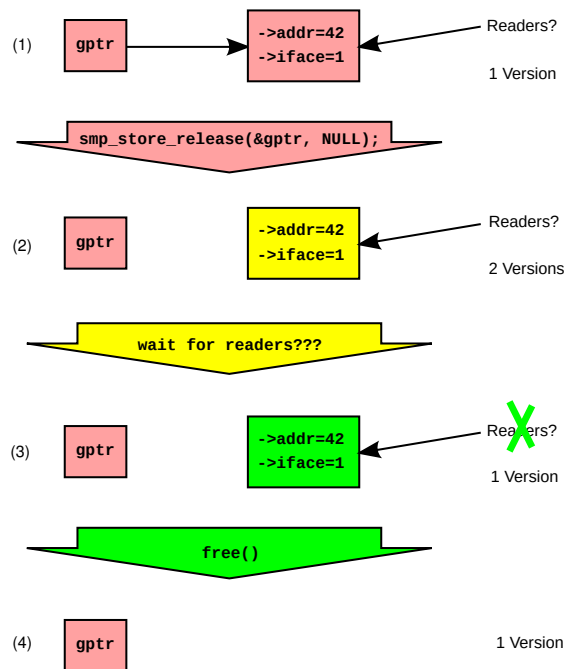 (1)
gptr
->addr=42
->iface=1
Readers?
1 Version
smp_store_release(&gptr, NULL);
(2)
gptr
->addr=42
->iface=1
Readers?
2 Versions
wait for readers???
(3)
gptr
->addr=42
->iface=1
Readers?
1 Version
free()
(4)
gptr
1 Version